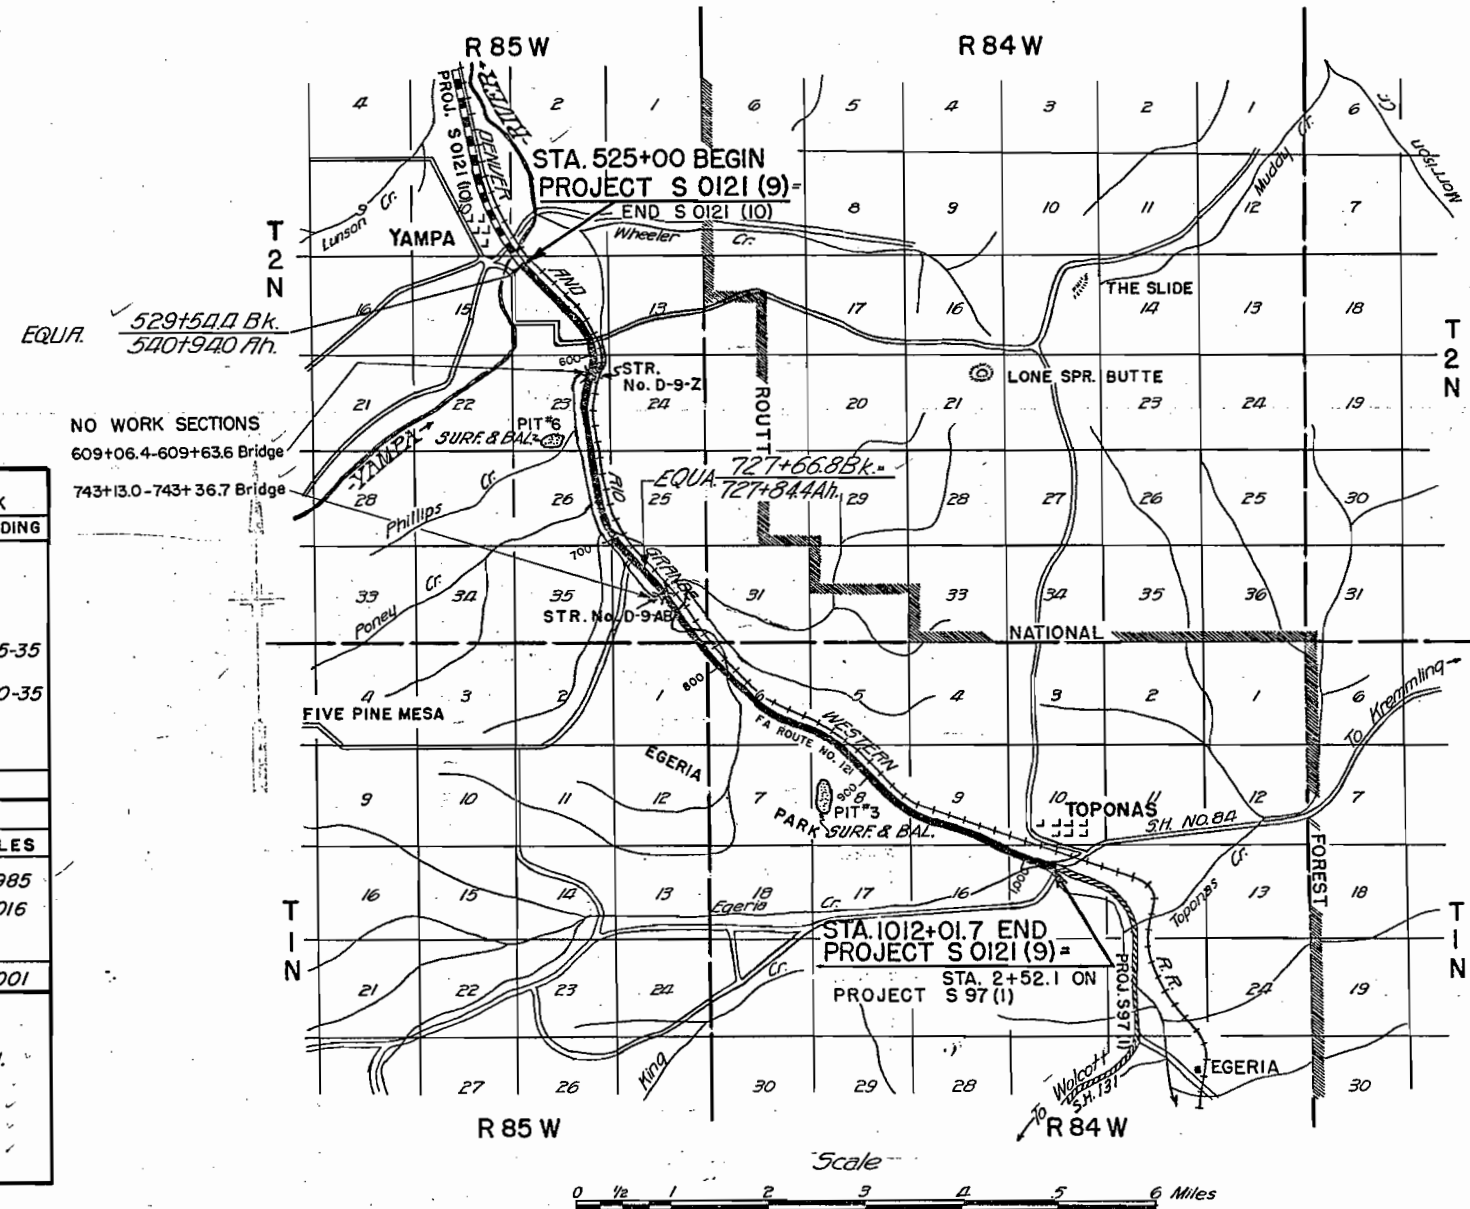 R 85 W
R 84 W
4
2
1
6
5
4
3
2
1
6
RIVER
PROJ. S 0121 (10)
DENVER
Cr.
Morrison
Muddy Cr.
STA. 525+00 BEGIN
PROJECT S 0121 (9)=
END S 0121 (10)
9
8
9
10
11
12
7
Lunson Cr.
YAMPA
Wheeler Cr.
T
2
N
AND
16
15
13
17
16
14
13
18
THE SLIDE
EQUA. 529+54.4 Bk.
540+94.0 Ah.
T
2
N
600
STR.
No. D-9-Z
LONE SPR. BUTTE
ROUTT
21
22
23
24
20
21
23
24
19
NO WORK SECTIONS
609+06.4-609+63.6 Bridge
743+13.0-743+36.7 Bridge
PIT #6
SURF. & BAL.
YAMPA
EQUA. 727+66.8 Bk.=
727+84.4 Ah.
RIO
28
26
25
29
28
27
26
25
30
Phillips Cr.
K
DING
700
GRANDE
33
34
35
31
33
34
35
36
31
Poney Cr.
STR. No. D-9-AB
NATIONAL
5-35
0-35
800
4
3
2
1
6
5
4
3
2
1
6
FIVE PINE MESA
To Kremmling
WESTERN
FA ROUTE NO. 121
EGERIA
PARK
900
9
10
11
12
7
8
9
10
11
12
7
PIT #3
SURF. & BAL.
TOPONAS
S.H. NO. 84
FOREST
LES
985
016
001
1,000
16
15
14
13
18
17
16
13
18
Egeria Cr.
Toponas Cr.
T
1
N
STA. 1012+01.7 END
PROJECT S 0121 (9)=
STA. 2+52.1 ON
PROJECT S 97 (1)
T
1
N
PROJ. S 97 (1)
R.R.
21
22
23
24
24
19
Cr.
King
27
26
30
29
28
30
EGERIA
To Wolcott
S.H. 131
R 85 W
R 84 W
Scale
0 1/2 1 2 3 4 5 6 Miles